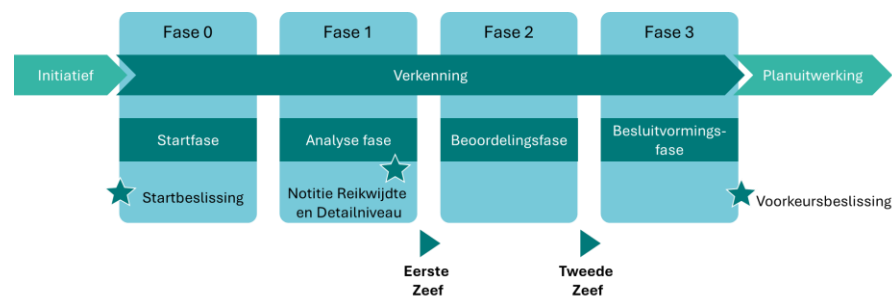 Fase 0
Fase 1
Fase 2
Fase 3
Initiatief
Verkenning
Planuitwerking
Startfase
Analyse fase
Beoordelingsfase
Besluitvormings-
fase
Startbeslissing
Notitie Reikwijdte
en Detailniveau
Voorkeursbeslissing
Eerste
Zeef
Tweede
Zeef